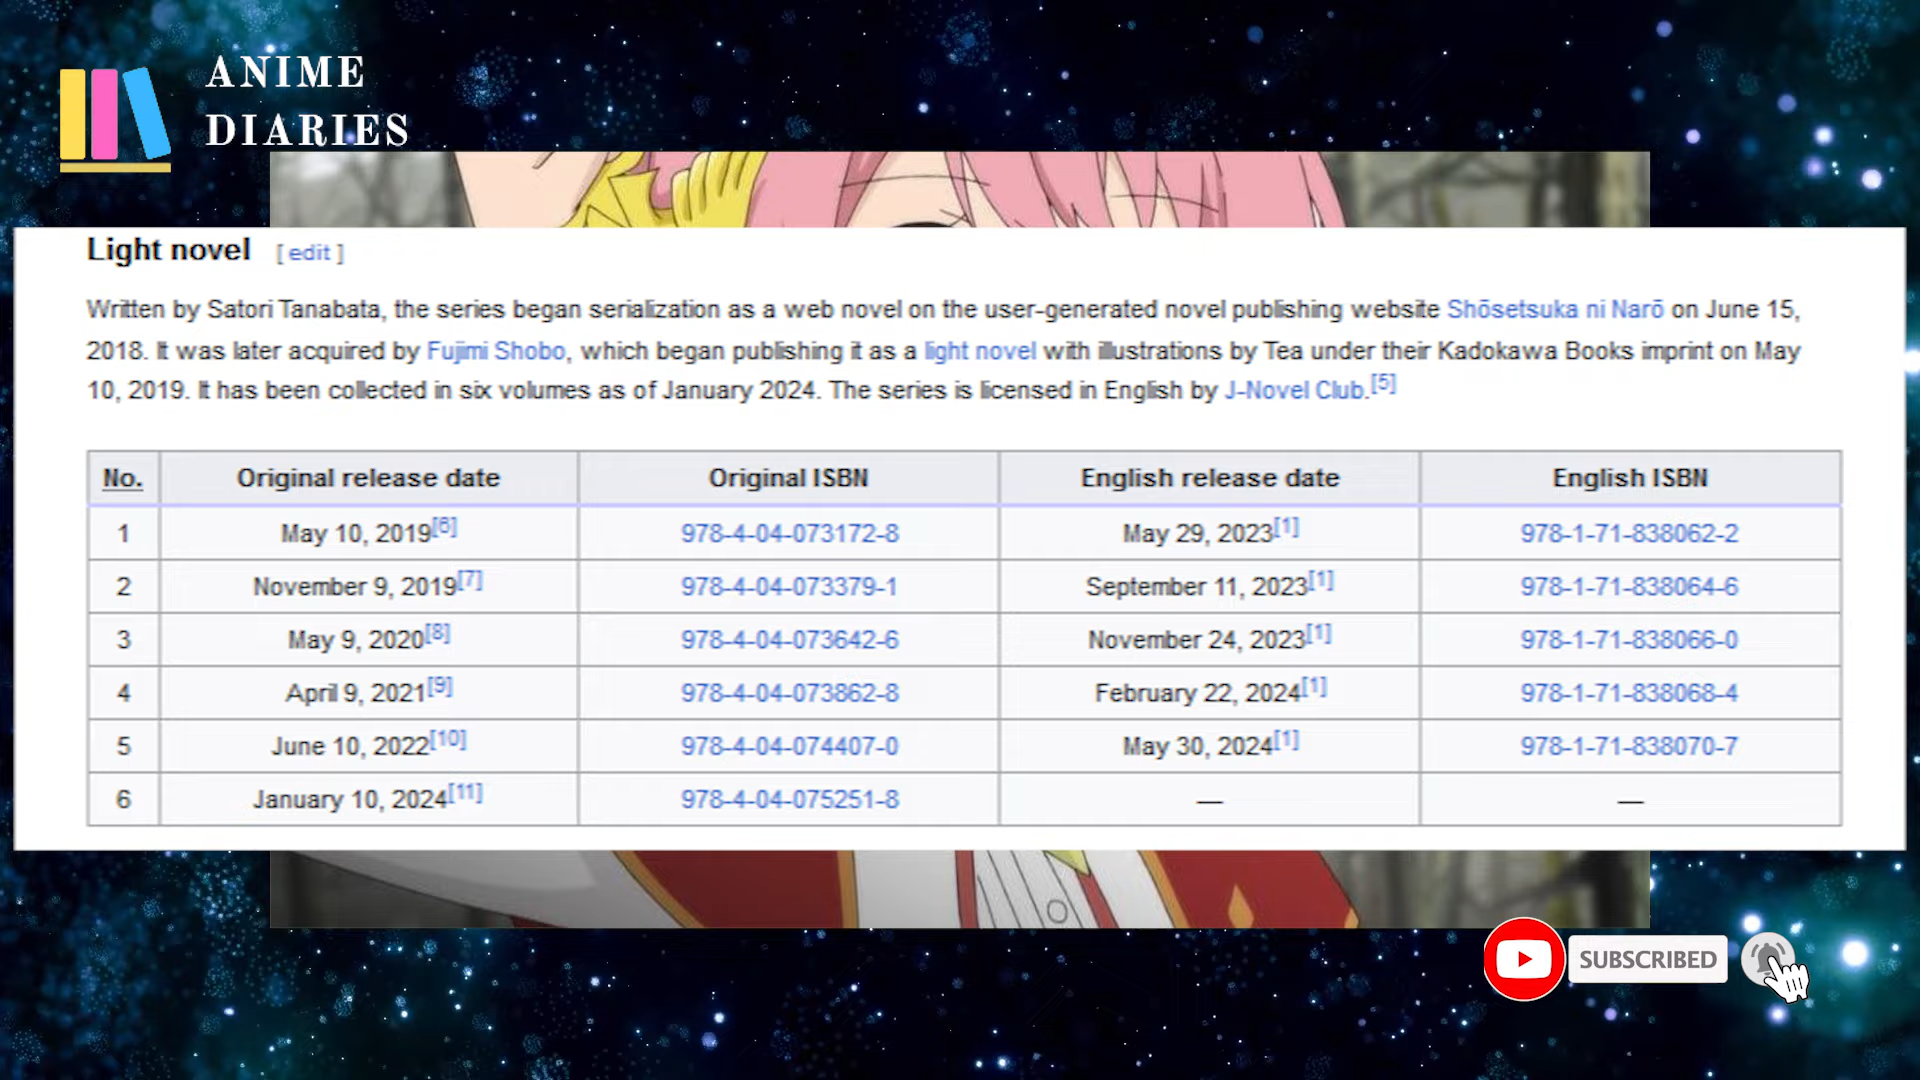 ANIME
DIARIES
Light novel [ edit ]
Written by Satori Tanabata, the series began serialization as a web novel on the user-generated novel publishing website Shōsetsuka ni Narō on June 15,
2018. It was later acquired by Fujimi Shobo, which began publishing it as a light novel with illustrations by Tea under their Kadokawa Books imprint on May
10, 2019. It has been collected in six volumes as of January 2024. The series is licensed in English by J-Novel Club.[5]
No. Original release date Original ISBN English release date English ISBN
1 May 10, 2019[6] 978-4-04-073172-8 May 29, 2023[1] 978-1-71-838062-2
2 November 9, 2019[7] 978-4-04-073379-1 September 11, 2023[1] 978-1-71-838064-6
3 May 9, 2020[8] 978-4-04-073642-6 November 24, 2023[1] 978-1-71-838066-0
4 April 9, 2021[9] 978-4-04-073862-8 February 22, 2024[1] 978-1-71-838068-4
5 June 10, 2022[10] 978-4-04-074407-0 May 30, 2024[1] 978-1-71-838070-7
6 January 10, 2024[11] 978-4-04-075251-8 — —
SUBSCRIBED